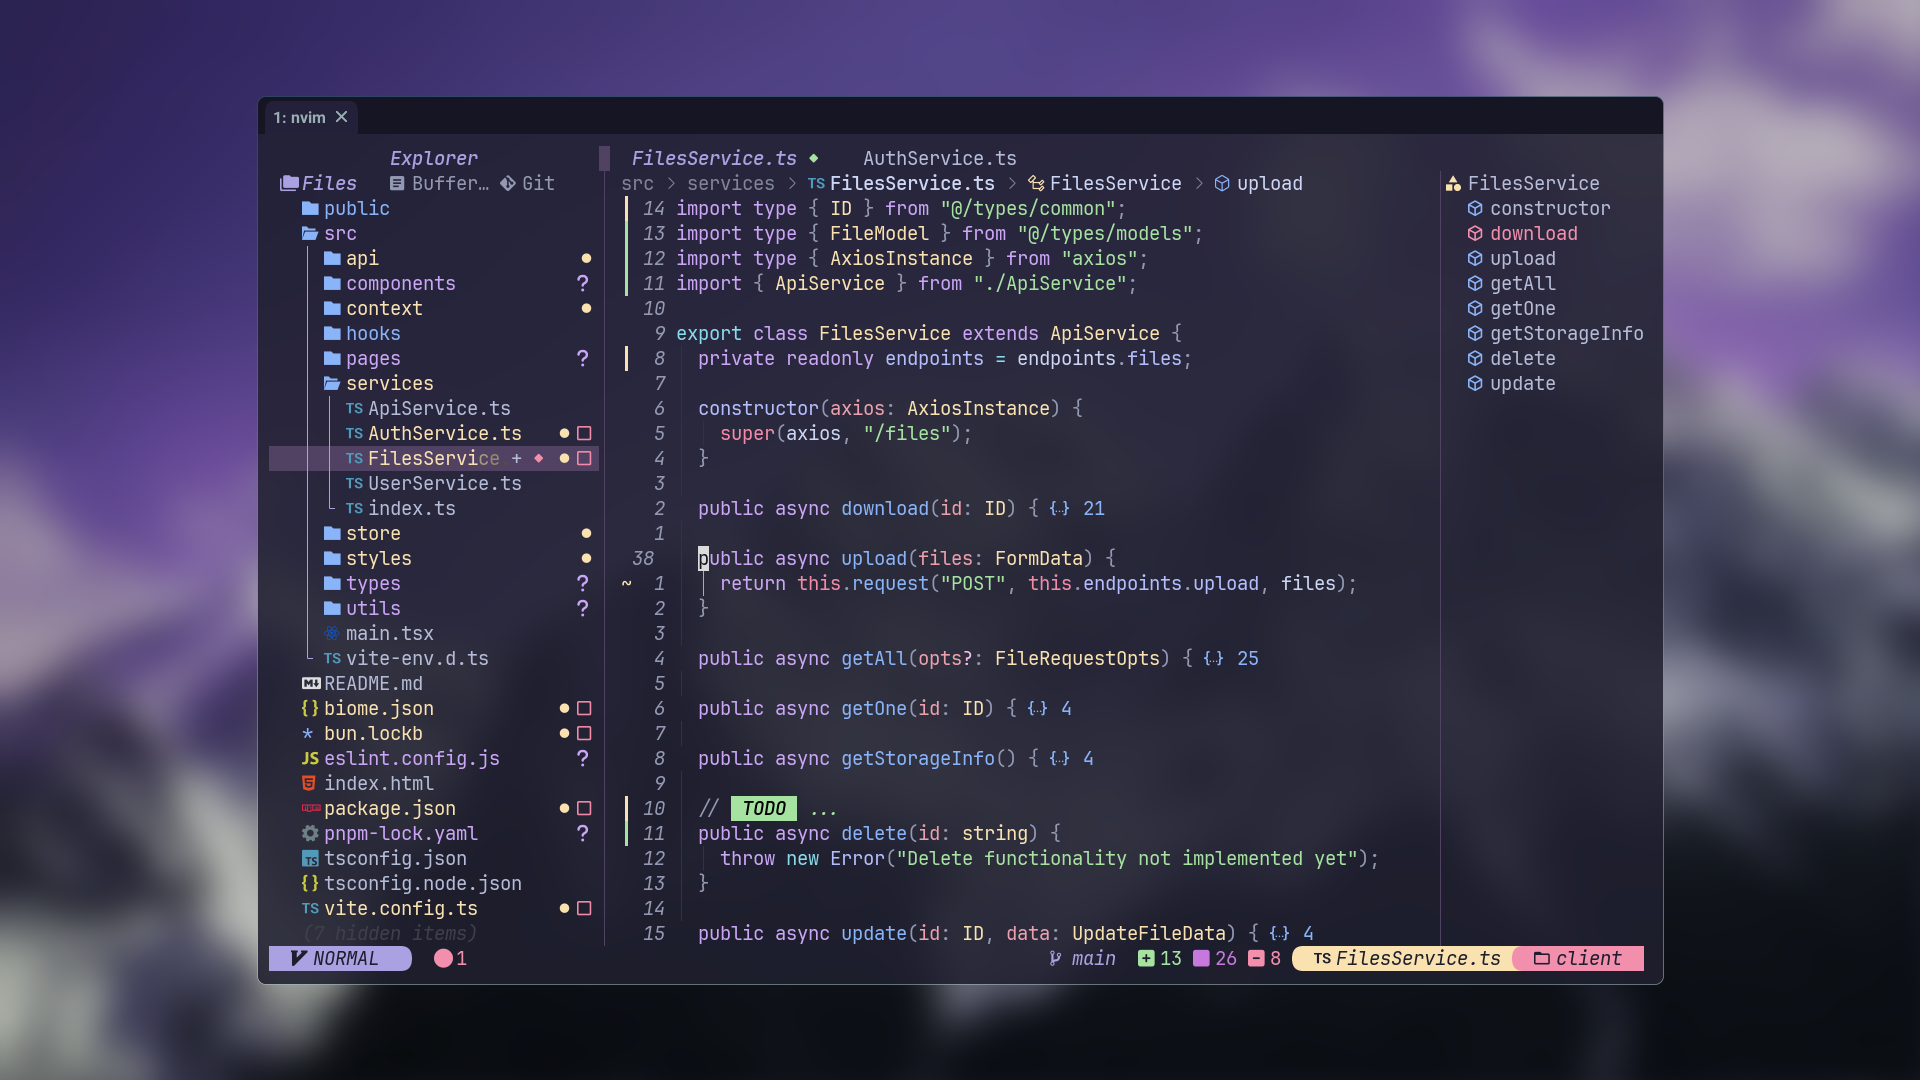 1: nvim ✕
Explorer
Files Buffer… Git
public
src
api ●
components ?
context ●
hooks
pages ?
services
TS ApiService.ts
TS AuthService.ts ●
TS FilesService + ◆ ●
TS UserService.ts
TS index.ts
store ●
styles ●
types ?
utils ?
main.tsx
TS vite-env.d.ts
README.md
{} biome.json ●
* bun.lockb ●
JS eslint.config.js ?
index.html
package.json ●
pnpm-lock.yaml ?
TS tsconfig.json
{} tsconfig.node.json
TS vite.config.ts ●
(7 hidden items)
FilesService.ts ◆ AuthService.ts
src > services > TS FilesService.ts > FilesService > upload
14 import type { ID } from "@/types/common";
13 import type { FileModel } from "@/types/models";
12 import type { AxiosInstance } from "axios";
11 import { ApiService } from "./ApiService";
10
9 export class FilesService extends ApiService {
8 private readonly endpoints = endpoints.files;
7
6 constructor(axios: AxiosInstance) {
5 super(axios, "/files");
4 }
3
2 public async download(id: ID) { {..} 21
1
38 public async upload(files: FormData) {
~ 1 return this.request("POST", this.endpoints.upload, files);
2 }
3
4 public async getAll(opts?: FileRequestOpts) { {..} 25
5
6 public async getOne(id: ID) { {..} 4
7
8 public async getStorageInfo() { {..} 4
9
10 // TODO ...
11 public async delete(id: string) {
12 throw new Error("Delete functionality not implemented yet");
13 }
14
15 public async update(id: ID, data: UpdateFileData) { {..} 4
FilesService
constructor
download
upload
getAll
getOne
getStorageInfo
delete
update
NORMAL 1 main + 13 26 - 8 TS FilesService.ts client